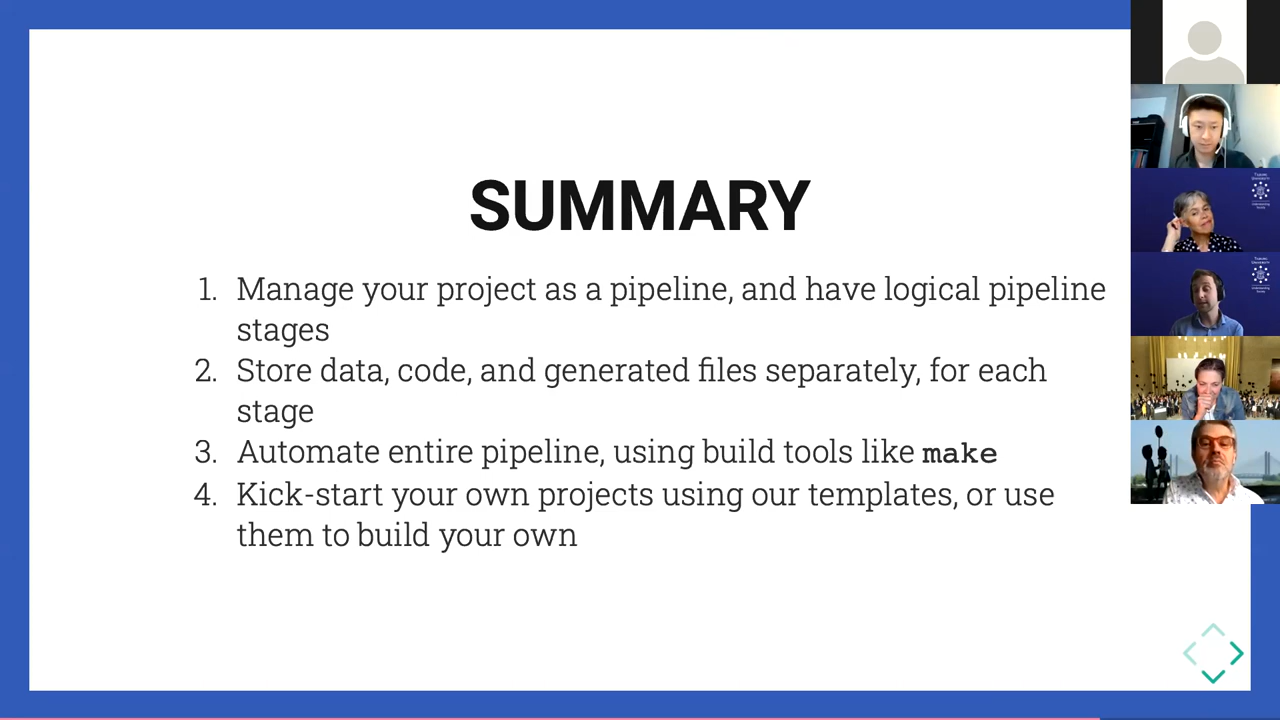 SUMMARY
1. Manage your project as a pipeline, and have logical pipeline
stages
2. Store data, code, and generated files separately, for each
stage
3. Automate entire pipeline, using build tools like make
4. Kick-start your own projects using our templates, or use
them to build your own